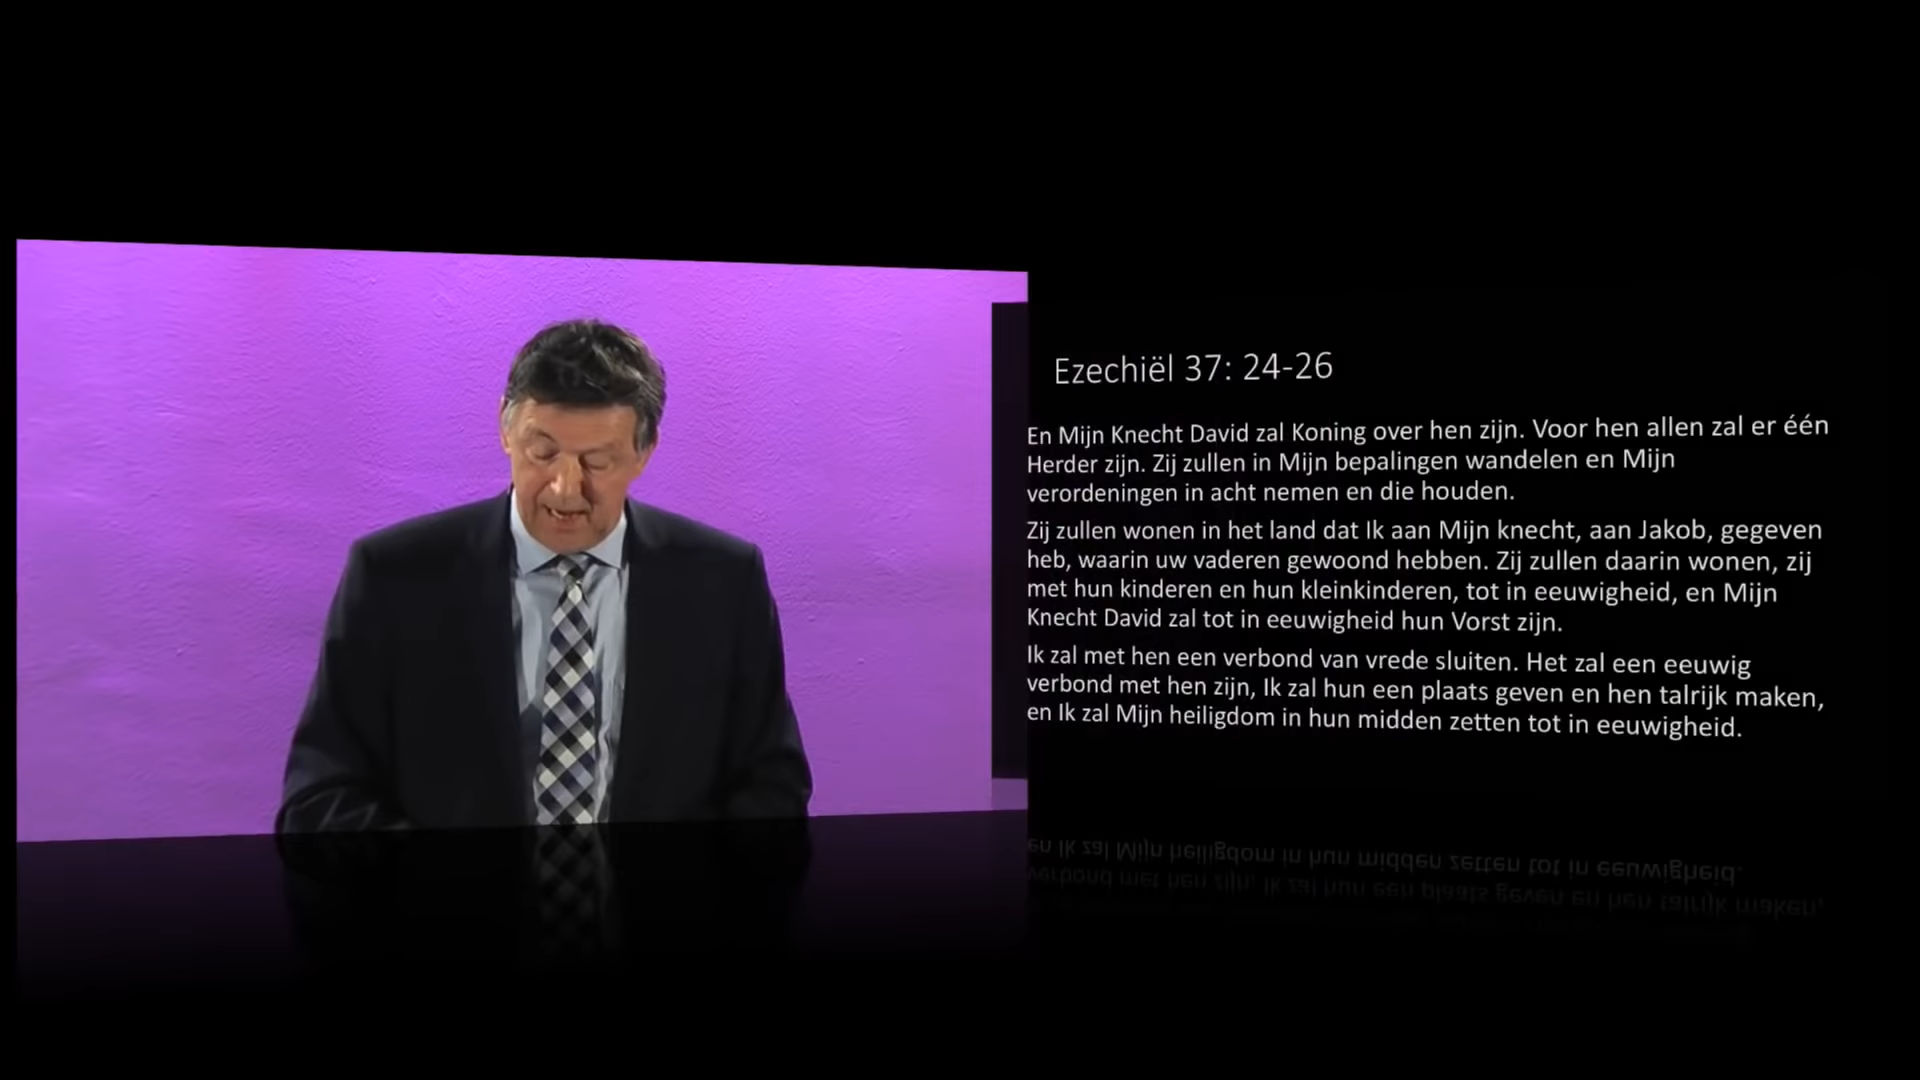 Ezechiël 37: 24-26
En Mijn Knecht David zal Koning over hen zijn. Voor hen allen zal er één
Herder zijn. Zij zullen in Mijn bepalingen wandelen en Mijn
verordeningen in acht nemen en die houden.
Zij zullen wonen in het land dat Ik aan Mijn knecht, aan Jakob, gegeven
heb, waarin uw vaderen gewoond hebben. Zij zullen daarin wonen, zij
met hun kinderen en hun kleinkinderen, tot in eeuwigheid, en Mijn
Knecht David zal tot in eeuwigheid hun Vorst zijn.
Ik zal met hen een verbond van vrede sluiten. Het zal een eeuwig
verbond met hen zijn, Ik zal hun een plaats geven en hen talrijk maken,
en Ik zal Mijn heiligdom in hun midden zetten tot in eeuwigheid.